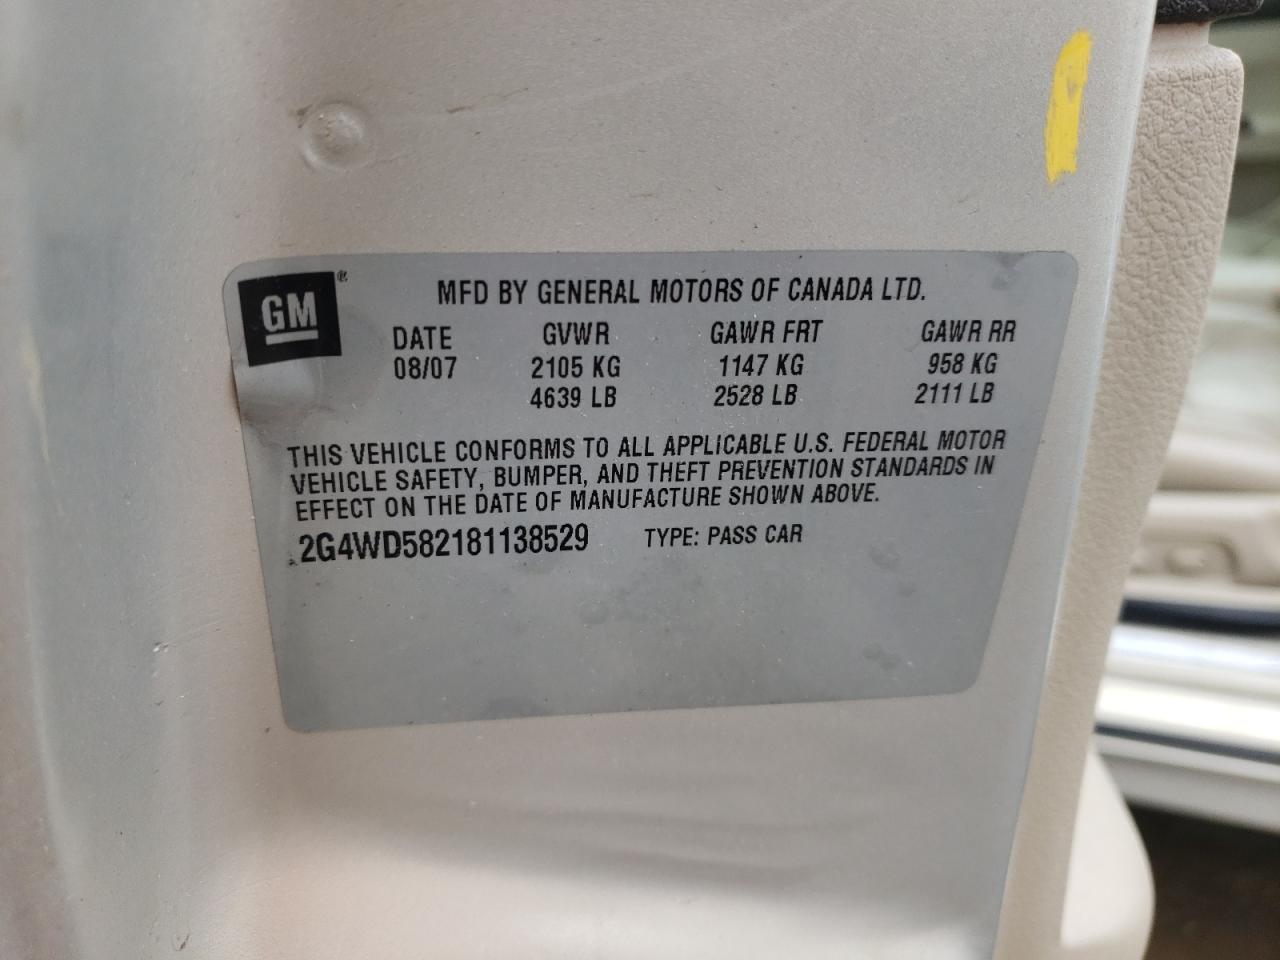 GM®
MFD BY GENERAL MOTORS OF CANADA LTD.
DATE GVWR GAWR FRT GAWR RR
08/07 2105 KG 1147 KG 958 KG
4639 LB 2528 LB 2111 LB
THIS VEHICLE CONFORMS TO ALL APPLICABLE U.S. FEDERAL MOTOR
VEHICLE SAFETY, BUMPER, AND THEFT PREVENTION STANDARDS IN
EFFECT ON THE DATE OF MANUFACTURE SHOWN ABOVE.
2G4WD582181138529 TYPE: PASS CAR